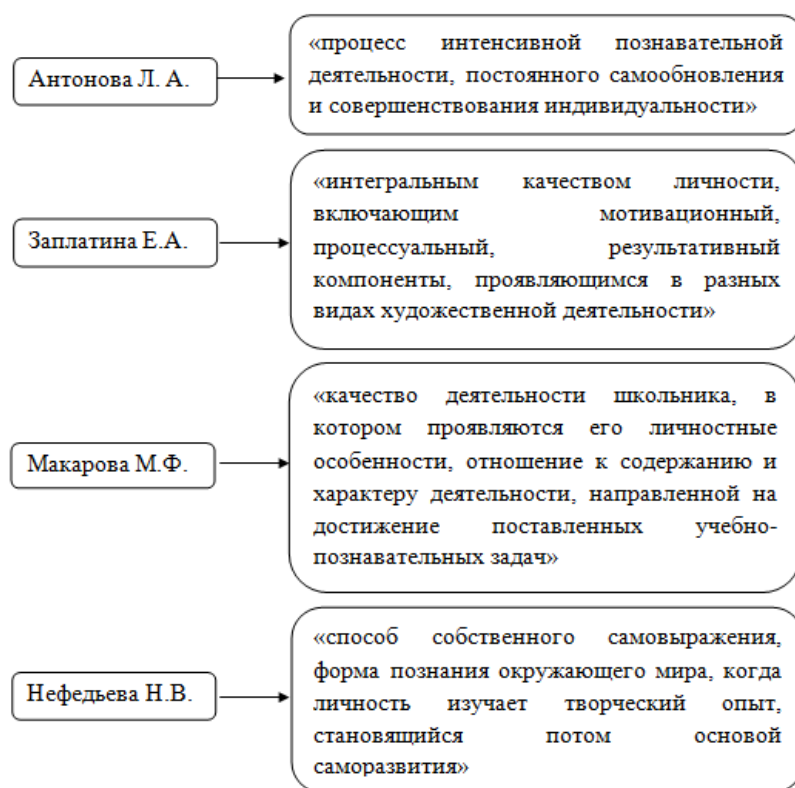 Антонова Л. А.
«процесс интенсивной познавательной
деятельности, постоянного самообновления
и совершенствования индивидуальности»
Заплатина Е.А.
«интегральным качеством личности,
включающим мотивационный,
процессуальный, результативный
компоненты, проявляющимся в разных
видах художественной деятельности»
Макарова М.Ф.
«качество деятельности школьника, в
котором проявляются его личностные
особенности, отношение к содержанию и
характеру деятельности, направленной на
достижение поставленных учебно-
познавательных задач»
Нефедьева Н.В.
«способ собственного самовыражения,
форма познания окружающего мира, когда
личность изучает творческий опыт,
становящийся потом основой
саморазвития»